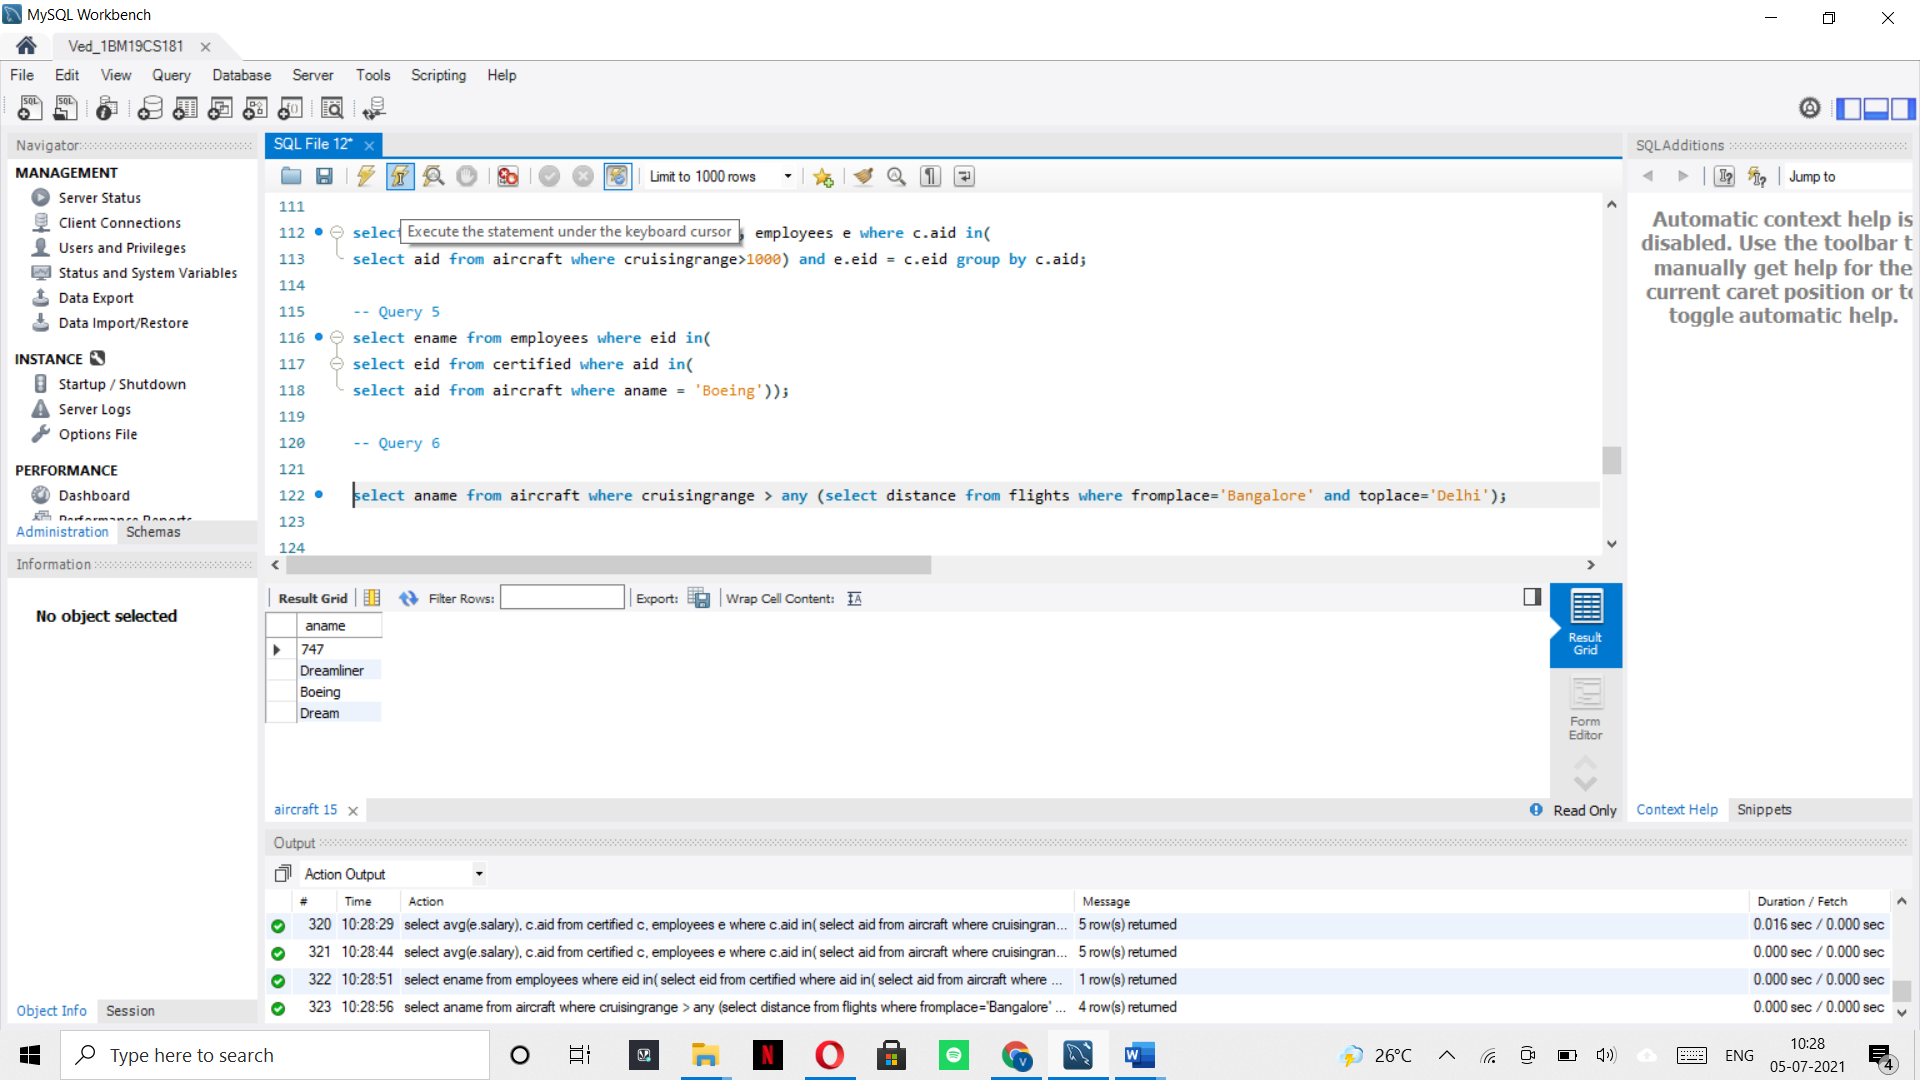 MySQL Workbench
Ved_1BM19CS181
File Edit View Query Database Server Tools Scripting Help
Navigator
MANAGEMENT
Server Status
Client Connections
Users and Privileges
Status and System Variables
Data Export
Data Import/Restore
INSTANCE
Startup / Shutdown
Server Logs
Options File
PERFORMANCE
Dashboard
Performance Reports
Administration Schemas
Information
No object selected
Object Info Session
SQL File 12*
Limit to 1000 rows
111
112 select
Execute the statement under the keyboard cursor
, employees e where c.aid in(
113 select aid from aircraft where cruisingrange>1000) and e.eid = c.eid group by c.aid;
114
115 -- Query 5
116 select ename from employees where eid in(
117 select eid from certified where aid in(
118 select aid from aircraft where aname = 'Boeing'));
119
120 -- Query 6
121
122 select aname from aircraft where cruisingrange > any (select distance from flights where fromplace='Bangalore' and toplace='Delhi');
123
124
Result Grid Filter Rows: Export: Wrap Cell Content:
aname
747
Dreamliner
Boeing
Dream
Result
Grid
Form
Editor
aircraft 15
Read Only
SQLAdditions
Jump to
Automatic context help is
disabled. Use the toolbar t
manually get help for the
current caret position or to
toggle automatic help.
Context Help Snippets
Output
Action Output
# Time Action Message Duration / Fetch
320 10:28:29 select avg(e.salary), c.aid from certified c, employees e where c.aid in( select aid from aircraft where cruisingran... 5 row(s) returned 0.016 sec / 0.000 sec
321 10:28:44 select avg(e.salary), c.aid from certified c, employees e where c.aid in( select aid from aircraft where cruisingran... 5 row(s) returned 0.000 sec / 0.000 sec
322 10:28:51 select ename from employees where eid in( select eid from certified where aid in( select aid from aircraft where ... 1 row(s) returned 0.000 sec / 0.000 sec
323 10:28:56 select aname from aircraft where cruisingrange > any (select distance from flights where fromplace='Bangalore' ... 4 row(s) returned 0.000 sec / 0.000 sec
Type here to search
26°C
ENG
10:28
05-07-2021
4